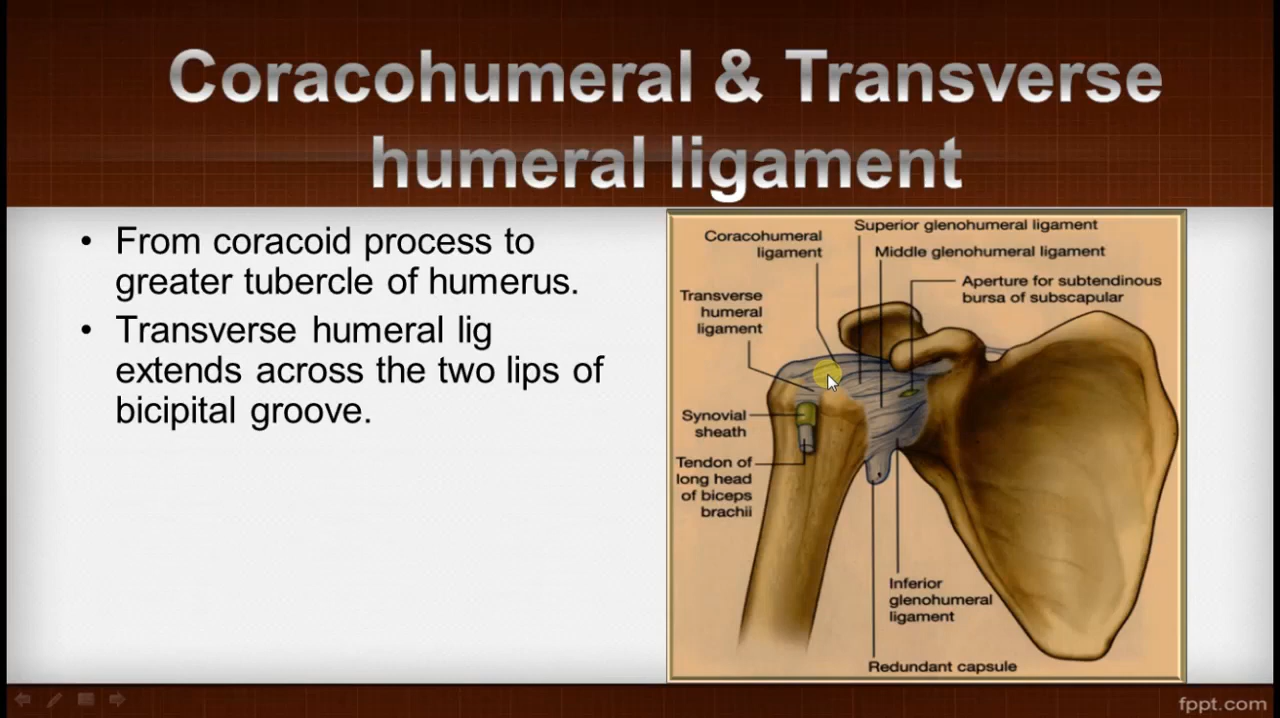 Coracohumeral & Transverse
humeral ligament
• From coracoid process to
greater tubercle of humerus.
• Transverse humeral lig
extends across the two lips of
bicipital groove.
Superior glenohumeral ligament
Coracohumeral
ligament
Middle glenohumeral ligament
Aperture for subtendinous
bursa of subscapular
Transverse
humeral
ligament
Synovial
sheath
Tendon of
long head
of biceps
brachii
Inferior
glenohumeral
ligament
Redundant capsule
fppt.com